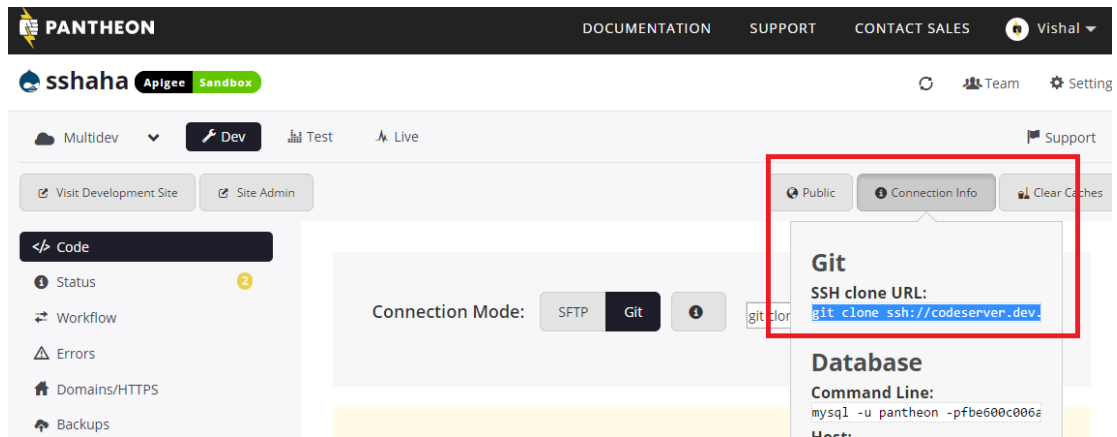 PANTHEON DOCUMENTATION SUPPORT CONTACT SALES Vishal
sshaha Apigee Sandbox Team Setting
Multidev Dev Test Live Support
Visit Development Site Site Admin Public Connection Info Clear Caches
</> Code
Status 2
Workflow
Errors
Domains/HTTPS
Backups
Connection Mode: SFTP Git git clon
Git
SSH clone URL:
git clone ssh://codeserver.dev.
Database
Command Line:
mysql -u pantheon -pfbe600c006a
Host: